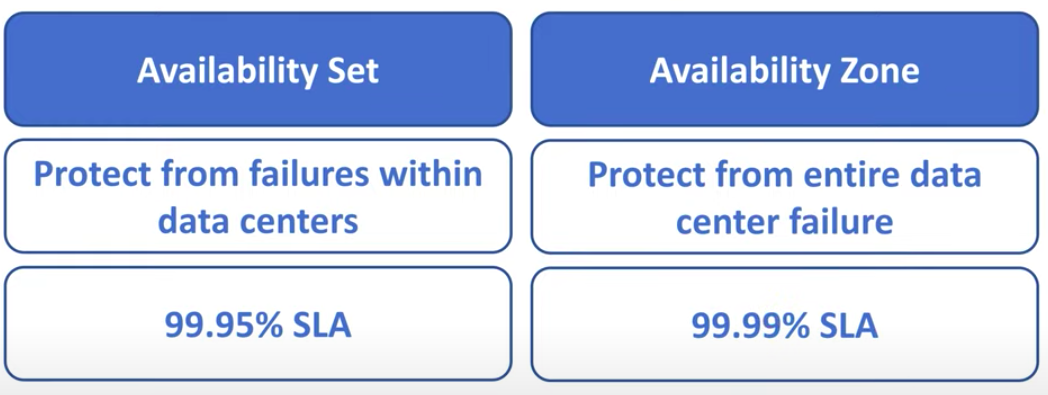 Availability Set
Availability Zone
Protect from failures within
data centers
Protect from entire data
center failure
99.95% SLA
99.99% SLA